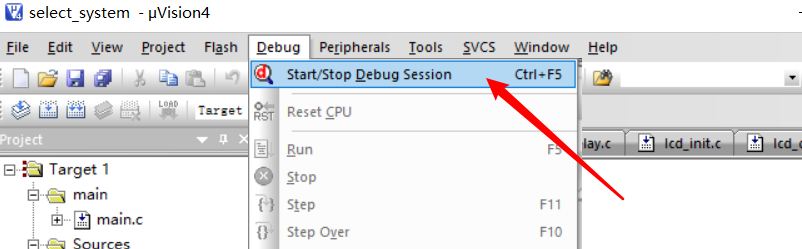 select_system - µVision4
File Edit View Project Flash Debug Peripherals Tools SVCS Window Help
Start/Stop Debug Session Ctrl+F5
LOAD Target
RST Reset CPU
Project
Run F5
lay.c lcd_init.c
Target 1
Stop
main
Step F11
main.c
Step Over F10
Sources